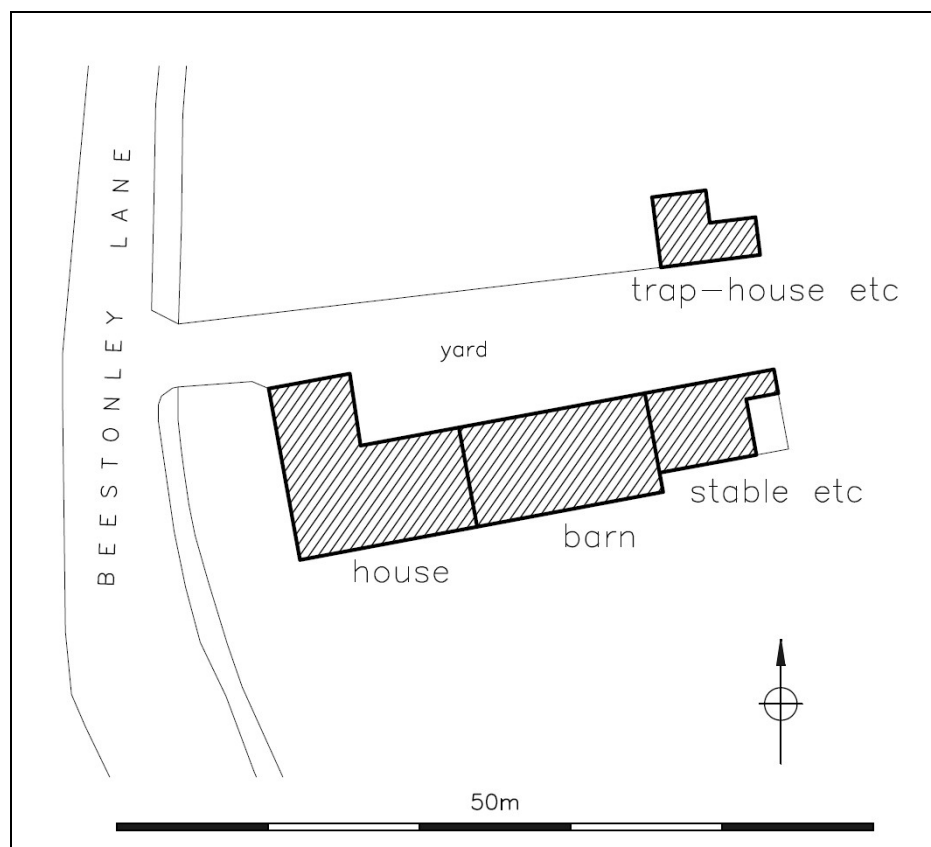 BEESTONLEY LANE
trap-house etc
yard
stable etc
barn
house
50m